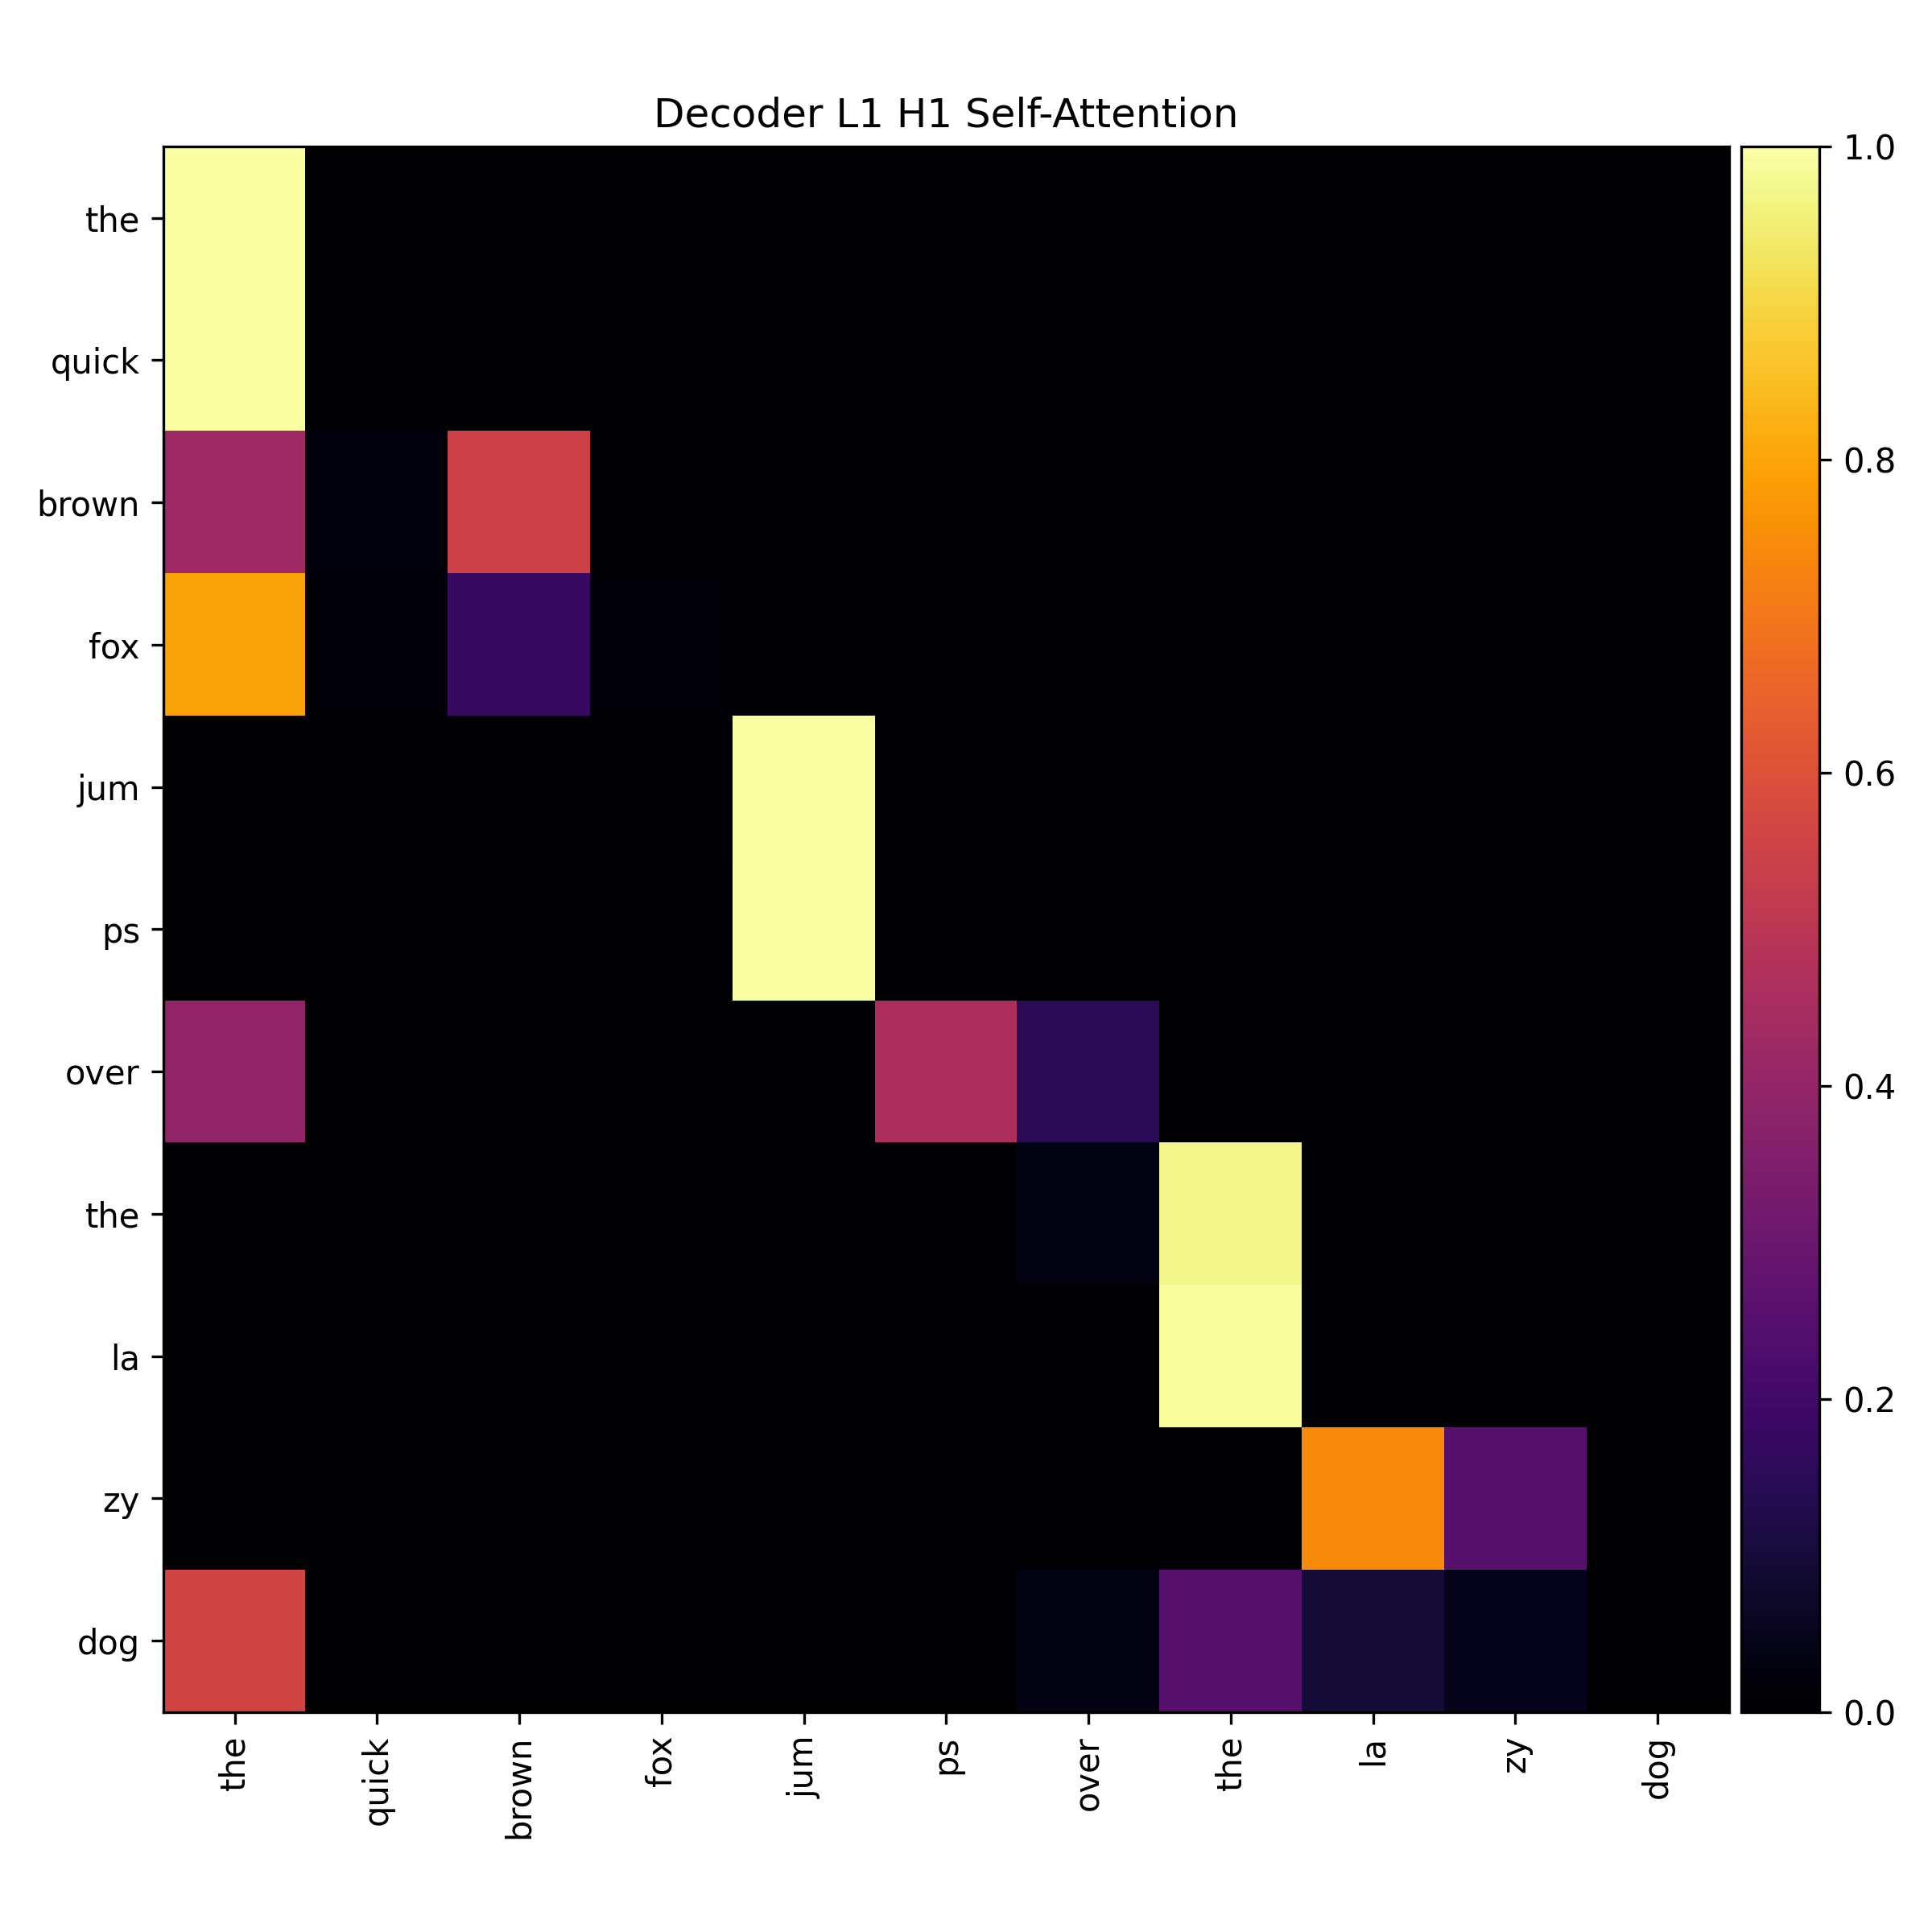 Decoder L1 H1 Self-Attention
the
quick
brown
fox
jum
ps
over
the
la
zy
dog
the
quick
brown
fox
jum
ps
over
the
la
zy
dog
1.0
0.8
0.6
0.4
0.2
0.0